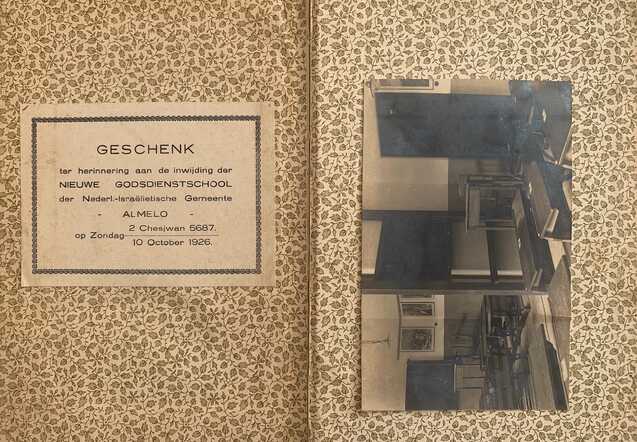 GESCHENK
ter herinnering aan de inwijding der
NIEUWE GODSDIENSTSCHOOL
der Nederl.-Israëlietische Gemeente
- ALMELO -
op Zondag 2 Chesjwan 5687.
10 October 1926.